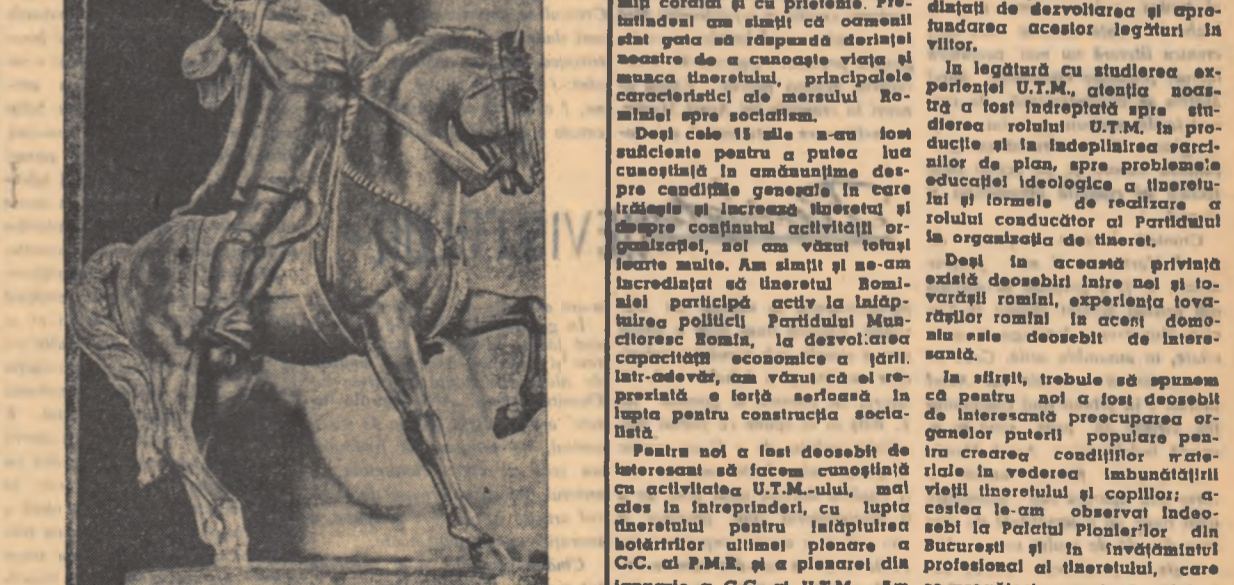 miți cordial și cu prietenie. Pre-
tutindeni am simțit că oamenii
sînt gata să răspundă dorinței
noastre de a cunoaște viața și
munca tineretului, principalele
caracteristici ale mersului Ro-
mîniei spre socialism.
Deși cele 15 zile n-au fost
suficiente pentru a putea lua
cunoștință în amănunțime des-
pre condițiile generale în care
trăiește și lucrează tineretul și
despre conținutul activității or-
ganizației, noi am văzut totuși
foarte multe. Am simțit și ne-am
încredințat că tineretul Romî-
niei participă activ la înfăp-
tuirea politicii Partidului Mun-
citoresc Romîn, la dezvoltarea
capacității economice a țării.
Într-adevăr, am văzut că el re-
prezintă o forță serioasă în
lupta pentru construcția socia-
listă
Pentru noi a fost deosebit de
interesant să facem cunoștință
cu activitatea U.T.M.-ului, mai
ales în întreprinderi, cu lupta
tineretului pentru înfăptuirea
hotărîrilor ultimei plenare a
C.C. al P.M.R. și a plenarei din
ianuarie a C.C. al U.T.M. Am
dințați de dezvoltarea și apro-
fundarea acestor legături în
viitor.
În legătură cu studierea ex-
perienței U.T.M., atenția noas-
tră a fost îndreptată spre stu-
dierea rolului U.T.M. în pro-
ducție și în îndeplinirea sarci-
nilor de plan, spre problemele
educației ideologice a tineretu-
lui și formele de realizare a
rolului conducător al Partidului
în organizația de tineret.
Deși în această privință
există deosebiri între noi și to-
varășii romîni, experiența tova-
rășilor romîni în acest dome-
niu este deosebit de intere-
santă.
În sfîrșit, trebuie să spunem
că pentru noi a fost deosebit
de interesantă preocuparea or-
ganelor puterii populare pen-
tru crearea condițiilor mate-
riale în vederea îmbunătățirii
vieții tineretului și copiilor; a-
cestea le-am observat îndeo-
sebi la Palatul Pionierilor din
București și în învățămîntul
profesional al tineretului, care